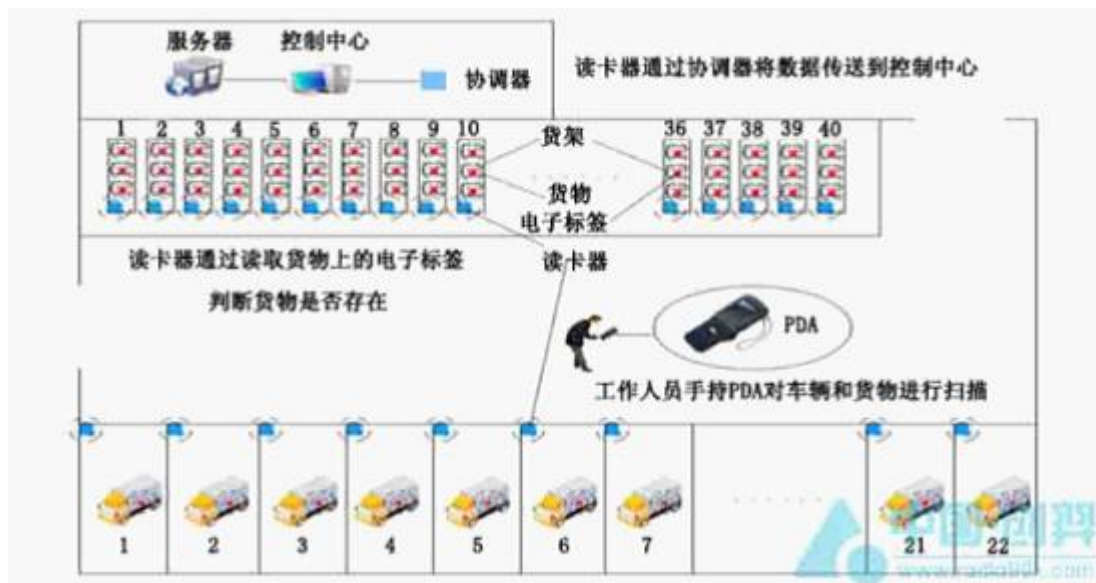 服务器 控制中心
协调器
读卡器通过协调器将数据传送到控制中心
1 2 3 4 5 6 7 8 9 10 36 37 38 39 40
货架
货物
电子标签
读卡器
读卡器通过读取货物上的电子标签
判断货物是否存在
PDA
工作人员手持PDA对车辆和货物进行扫描
1 2 3 4 5 6 7 21 22
中国